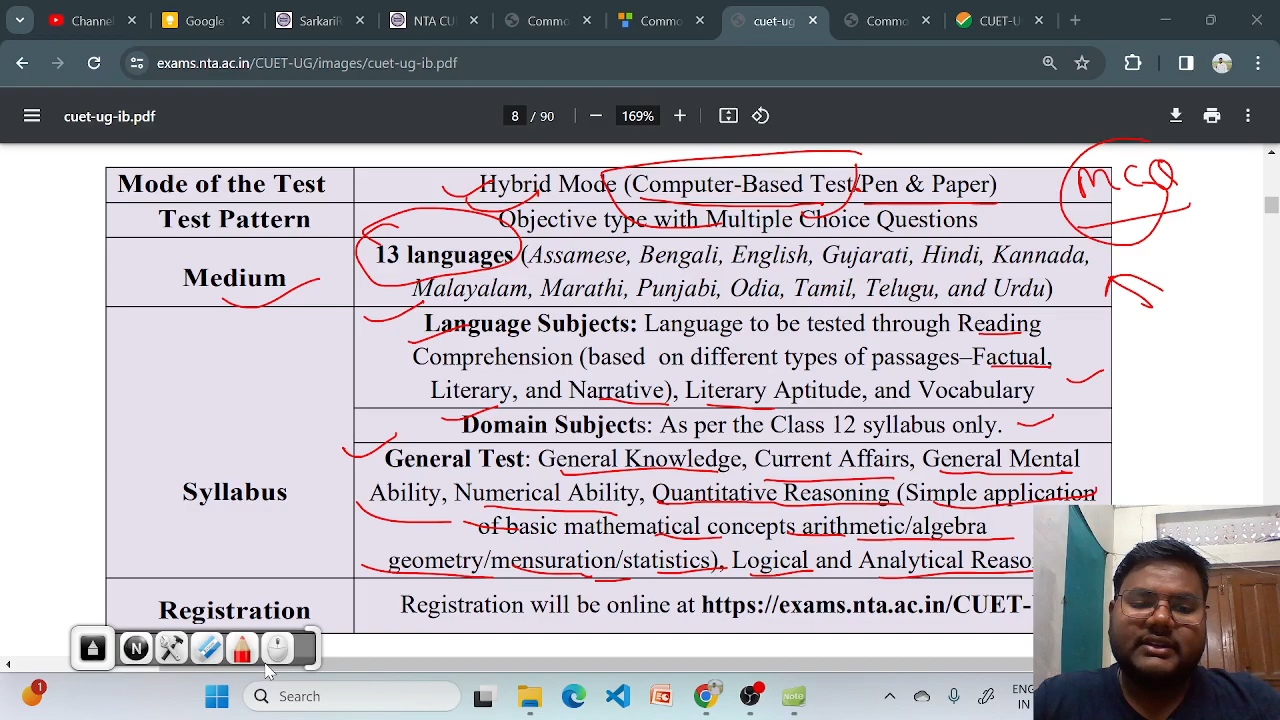 Channel
Google
SarkariR
NTA CU
Commo
Commo
cuet-ug
Commo
CUET-U
exams.nta.ac.in/CUET-UG/images/cuet-ug-ib.pdf
cuet-ug-ib.pdf
8 / 90
169%
Mode of the Test
Hybrid Mode (Computer-Based Test/Pen & Paper)
MCQ
Test Pattern
Objective type with Multiple Choice Questions
Medium
13 languages (Assamese, Bengali, English, Gujarati, Hindi, Kannada,
Malayalam, Marathi, Punjabi, Odia, Tamil, Telugu, and Urdu)
Syllabus
Language Subjects: Language to be tested through Reading
Comprehension (based on different types of passages–Factual,
Literary, and Narrative), Literary Aptitude, and Vocabulary
Domain Subjects: As per the Class 12 syllabus only.
General Test: General Knowledge, Current Affairs, General Mental
Ability, Numerical Ability, Quantitative Reasoning (Simple application
of basic mathematical concepts arithmetic/algebra
geometry/mensuration/statistics), Logical and Analytical Reaso
Registration
Registration will be online at https://exams.nta.ac.in/CUET-
N
1
Search
Note
ENG
IN